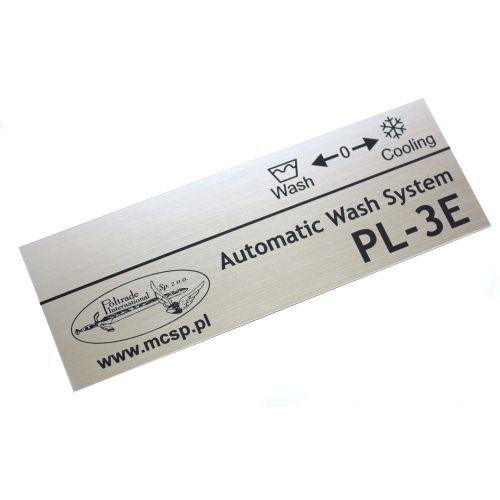 Wash
0
Cooling
Automatic Wash System
PL-3E
Poltrade
International
Sp. z o.o.
www.mcsp.pl